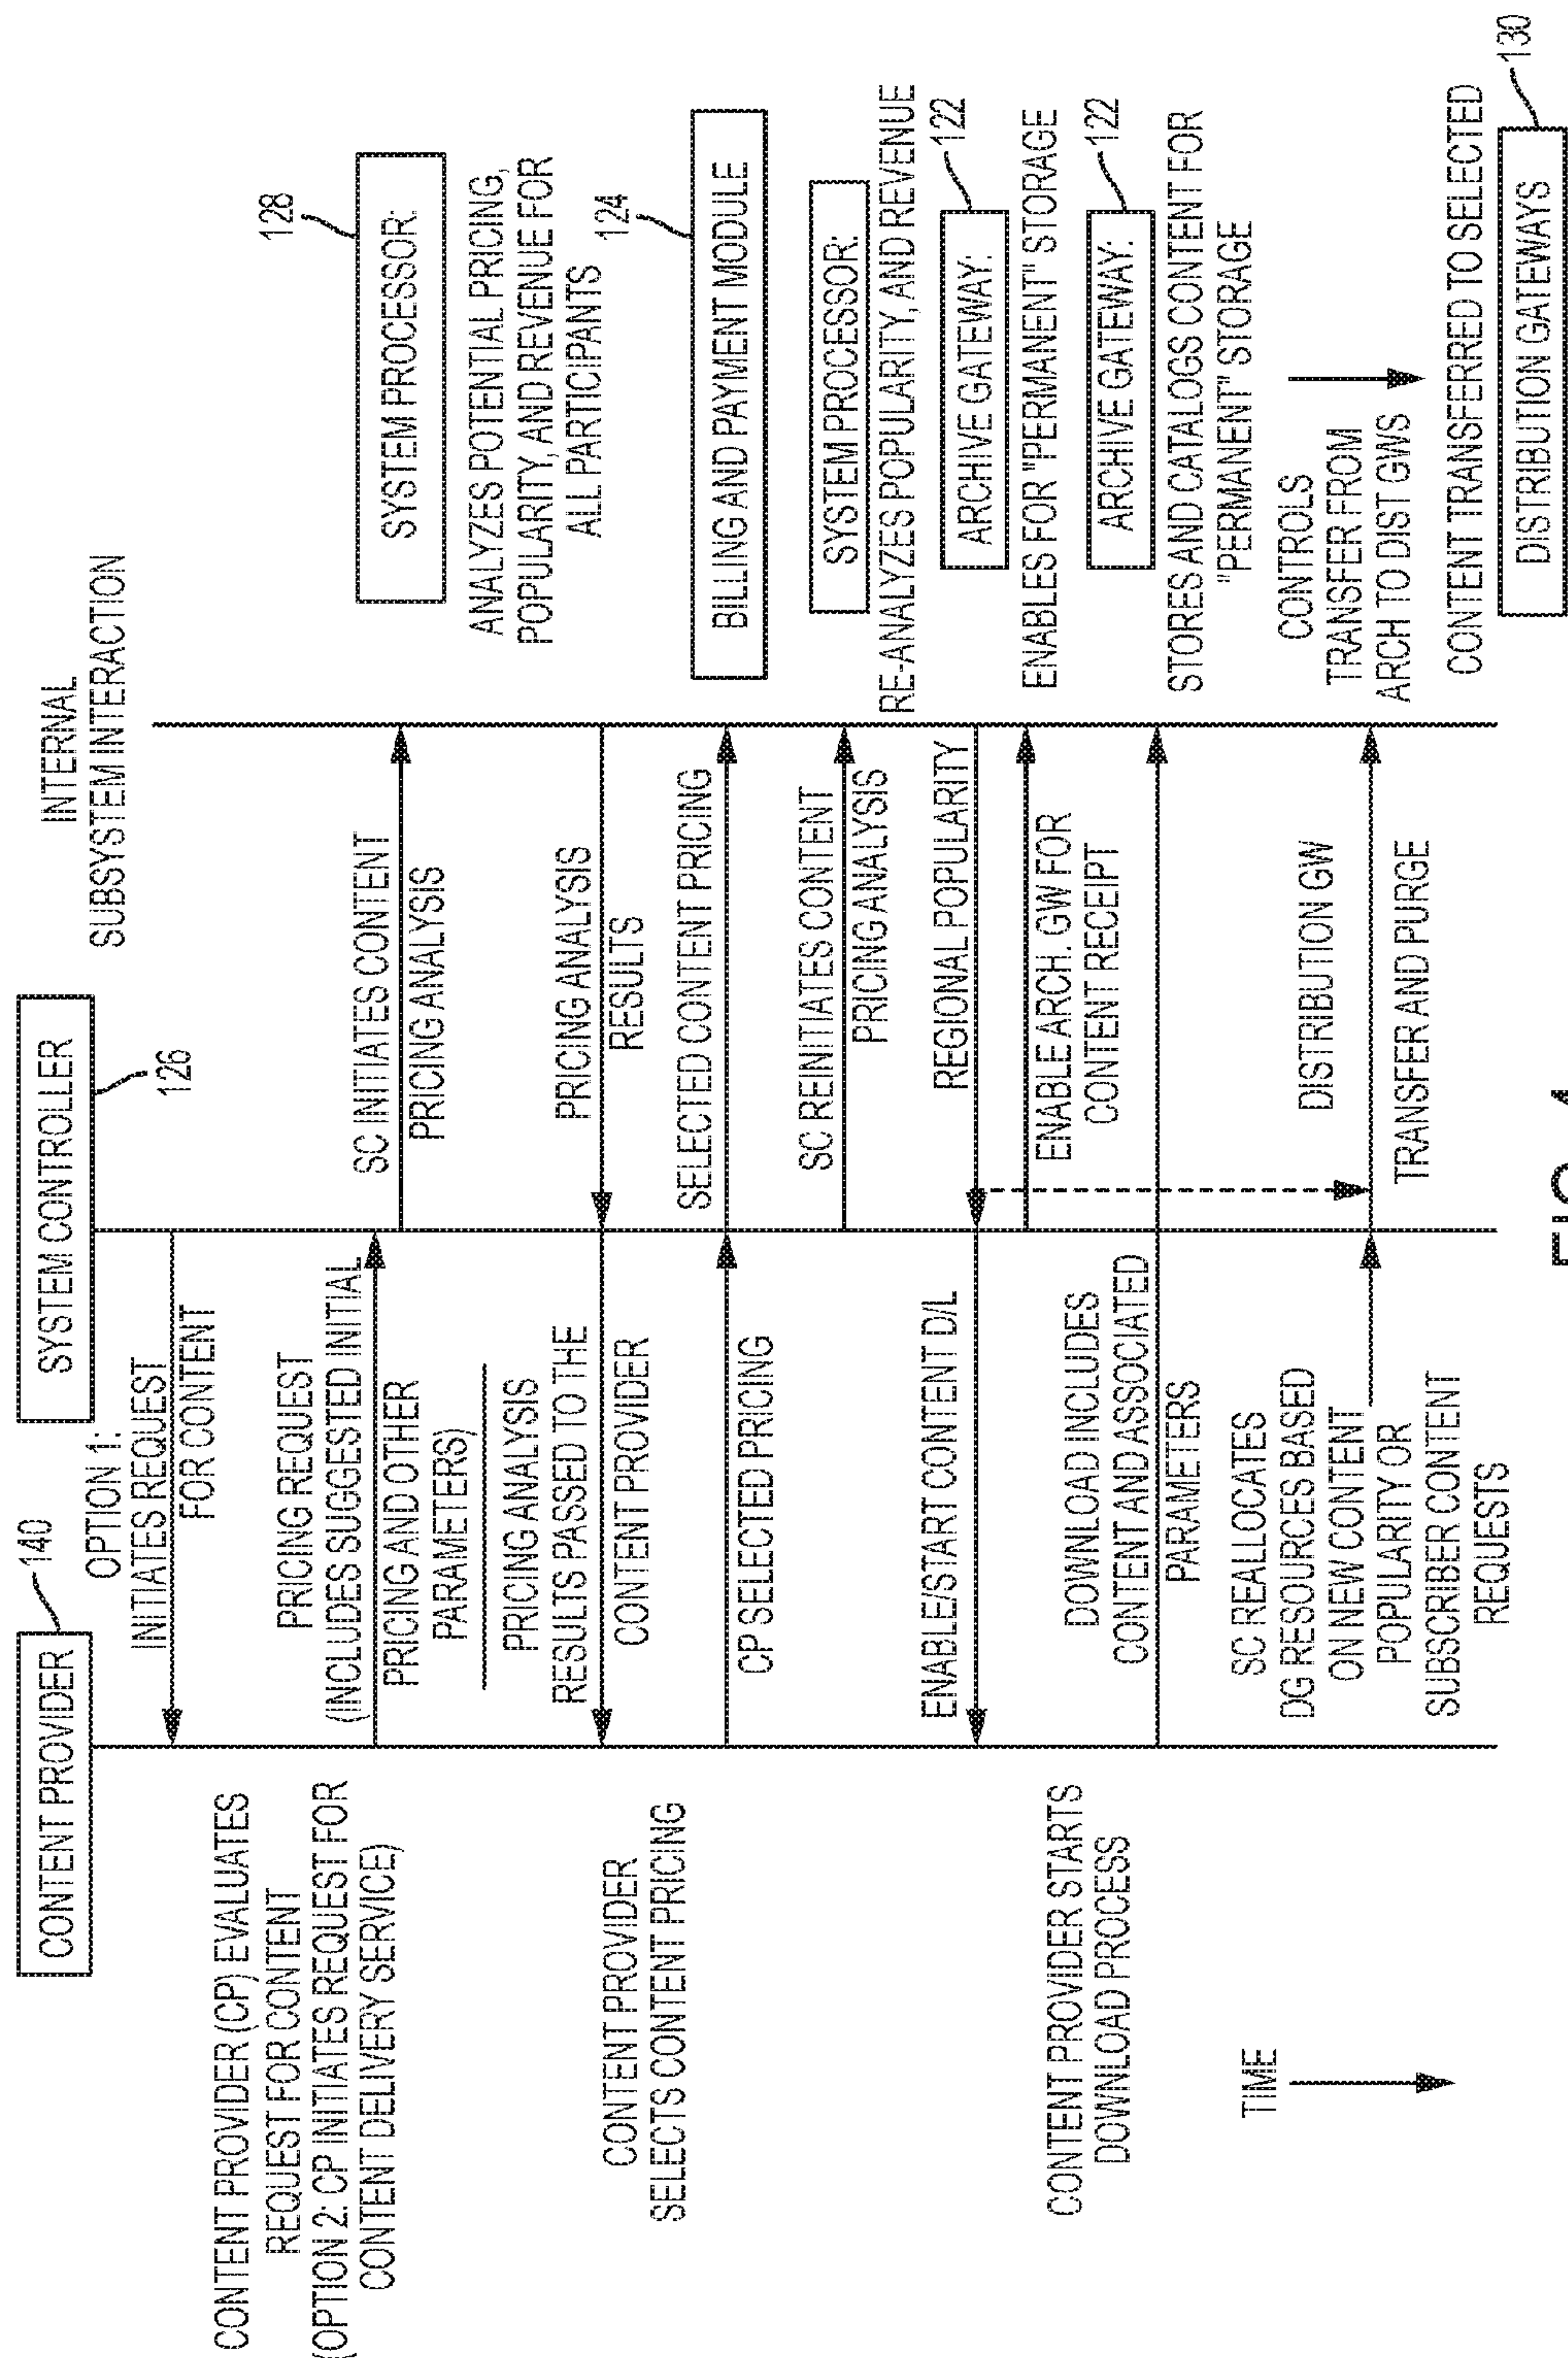 CONTENT PROVIDER
140
SYSTEM CONTROLLER
126
INTERNAL
SUBSYSTEM INTERACTION
OPTION 1:
INITIATES REQUEST
FOR CONTENT
CONTENT PROVIDER (CP) EVALUATES
REQUEST FOR CONTENT
(OPTION 2: CP INITIATES REQUEST FOR
CONTENT DELIVERY SERVICE)
PRICING REQUEST
(INCLUDES SUGGESTED INITIAL
PRICING AND OTHER
PARAMETERS)
SC INITIATES CONTENT
PRICING ANALYSIS
128
SYSTEM PROCESSOR:
ANALYZES POTENTIAL PRICING,
POPULARITY, AND REVENUE FOR
ALL PARTICIPANTS
PRICING ANALYSIS
RESULTS PASSED TO THE
CONTENT PROVIDER
PRICING ANALYSIS
RESULTS
CONTENT PROVIDER
SELECTS CONTENT PRICING
CP SELECTED PRICING
SELECTED CONTENT PRICING
124
BILLING AND PAYMENT MODULE
SC REINITIATES CONTENT
PRICING ANALYSIS
SYSTEM PROCESSOR:
RE-ANALYZES POPULARITY, AND REVENUE
ENABLE/START CONTENT D/L
REGIONAL POPULARITY
ARCHIVE GATEWAY:
122
ENABLE ARCH. GW FOR
CONTENT RECEIPT
ENABLES FOR "PERMANENT" STORAGE
CONTENT PROVIDER STARTS
DOWNLOAD PROCESS
DOWNLOAD INCLUDES
CONTENT AND ASSOCIATED
PARAMETERS
ARCHIVE GATEWAY:
122
STORES AND CATALOGS CONTENT FOR
"PERMANENT" STORAGE
TIME
SC REALLOCATES
DG RESOURCES BASED
ON NEW CONTENT
POPULARITY OR
SUBSCRIBER CONTENT
REQUESTS
DISTRIBUTION GW
TRANSFER AND PURGE
CONTROLS
TRANSFER FROM
ARCH TO DIST GWS
CONTENT TRANSFERRED TO SELECTED
DISTRIBUTION GATEWAYS
130